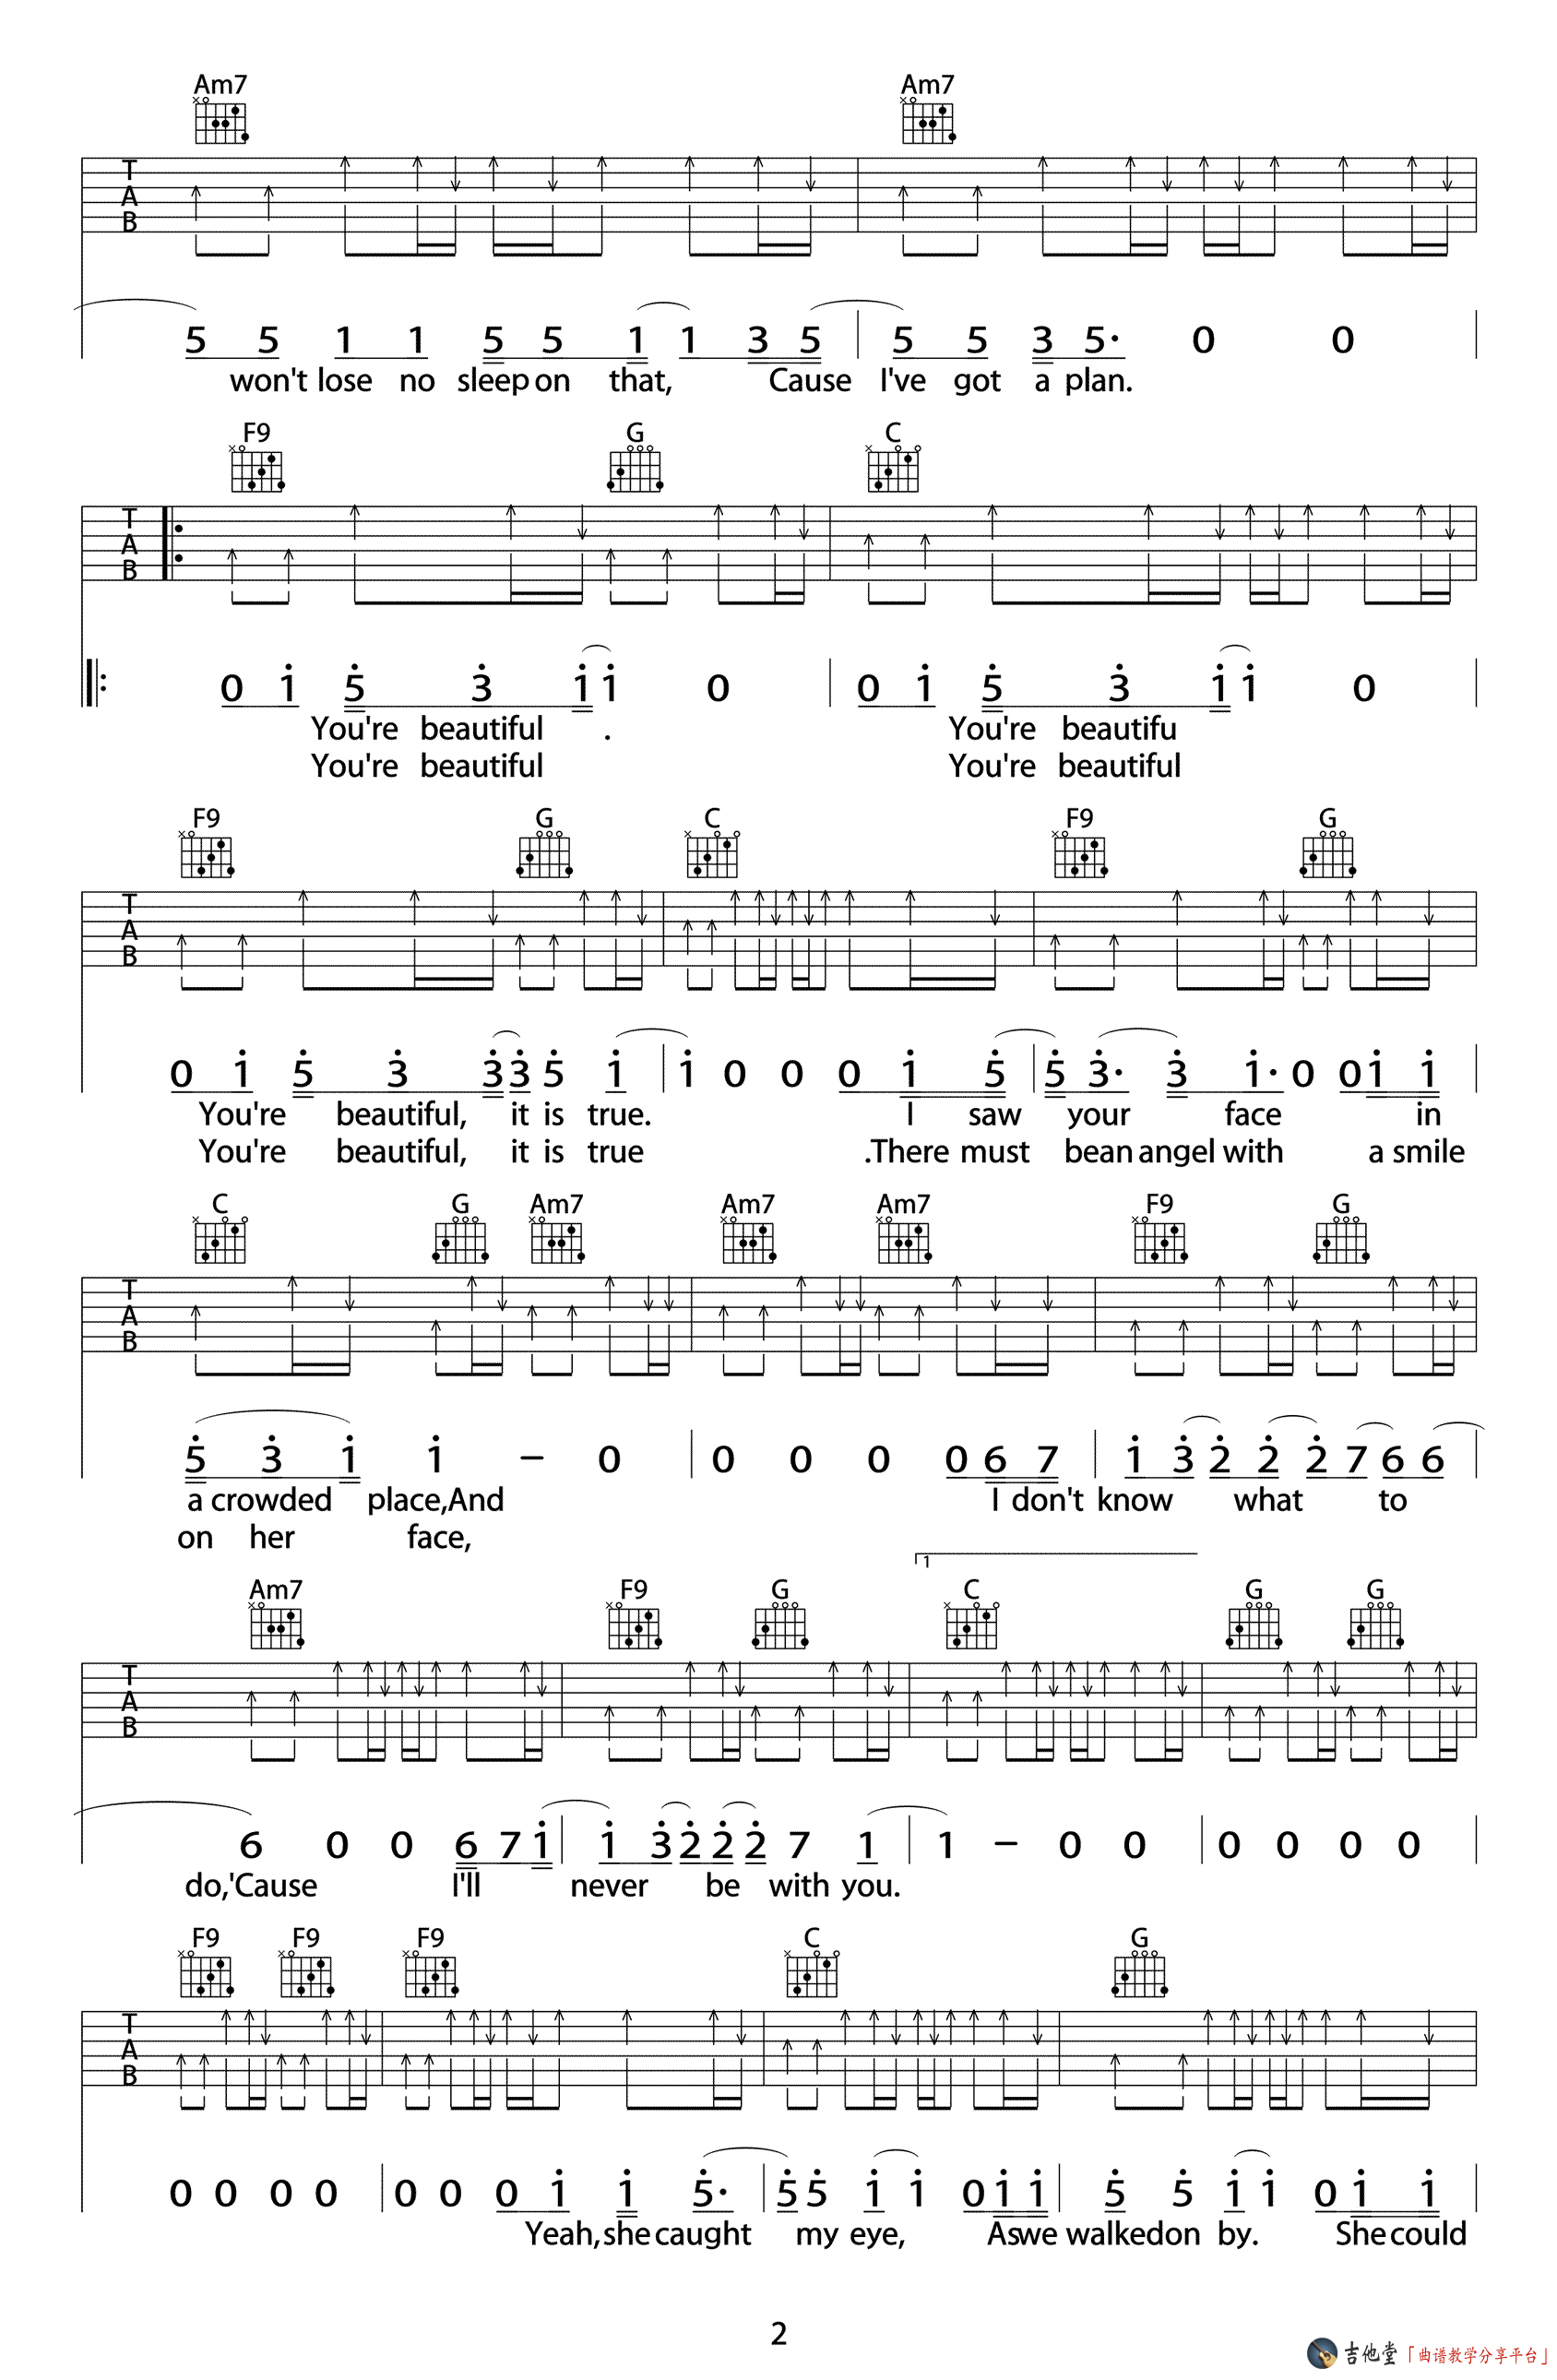 Am7 Am7
T
A
B
5 5 1 1 5 5 1 1 3 5 5 5 3 5· 0 0
won't lose no sleep on that, Cause I've got a plan.
F9 G C
T
A
B
0 1 5 3 1 1 0 0 1 5 3 1 1 0
You're beautiful . You're beautifu
You're beautiful You're beautiful
F9 G C F9 G
T
A
B
0 1 5 3 3 3 5 1 1 0 0 0 1 5 5 3· 3 1· 0 0 1 1
You're beautiful, it is true. I saw your face in
You're beautiful, it is true .There must bean angel with a smile
C G Am7 Am7 Am7 F9 G
T
A
B
5 3 1 1 – 0 0 0 0 0 6 7 1 3 2 2 2 7 6 6
a crowded place,And I don't know what to
on her face,
1
Am7 F9 G C G G
T
A
B
6 0 0 6 7 1 1 3 2 2 2 7 1 1 – 0 0 0 0 0 0
do,'Cause I'll never be with you.
F9 F9 F9 C G
T
A
B
0 0 0 0 0 0 0 1 1 5· 5 5 1 1 0 1 1 5 5 1 1 0 1 1
Yeah, she caught my eye, Aswe walkedon by. She could
2
吉他堂「曲谱教学分享平台」